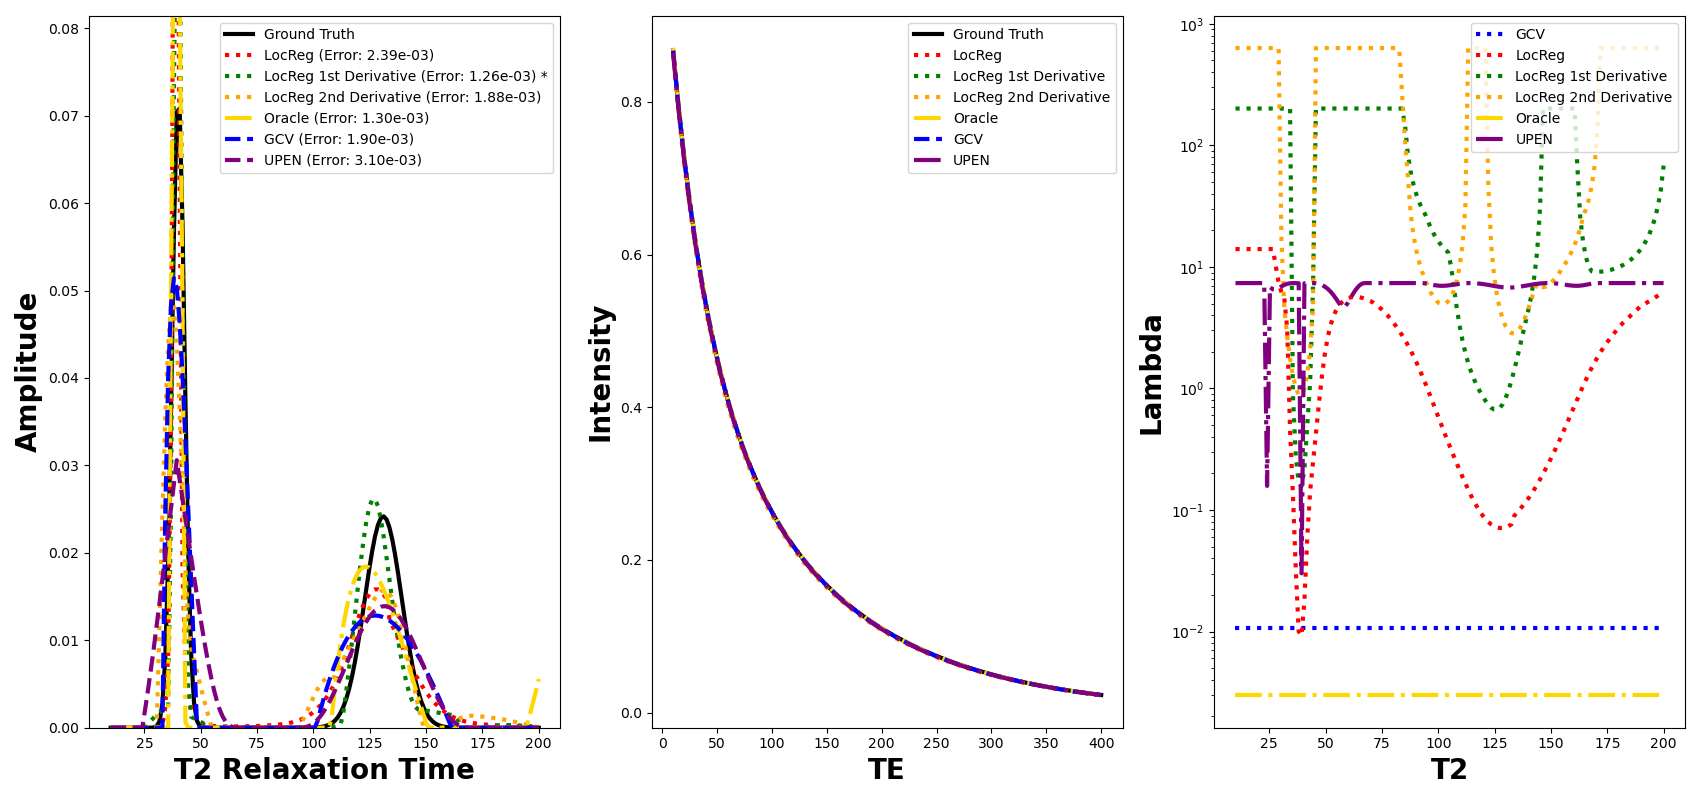 Amplitude
0.08
0.07
0.06
0.05
0.04
0.03
0.02
0.01
0.00
Ground Truth
LocReg (Error: 2.39e-03)
LocReg 1st Derivative (Error: 1.26e-03) *
LocReg 2nd Derivative (Error: 1.88e-03)
Oracle (Error: 1.30e-03)
GCV (Error: 1.90e-03)
UPEN (Error: 3.10e-03)
25 50 75 100 125 150 175 200
T2 Relaxation Time
Intensity
0.8
0.6
0.4
0.2
0.0
Ground Truth
LocReg
LocReg 1st Derivative
LocReg 2nd Derivative
Oracle
GCV
UPEN
0 50 100 150 200 250 300 350 400
TE
Lambda
10³
10²
10¹
10⁰
10⁻¹
10⁻²
GCV
LocReg
LocReg 1st Derivative
LocReg 2nd Derivative
Oracle
UPEN
25 50 75 100 125 150 175 200
T2